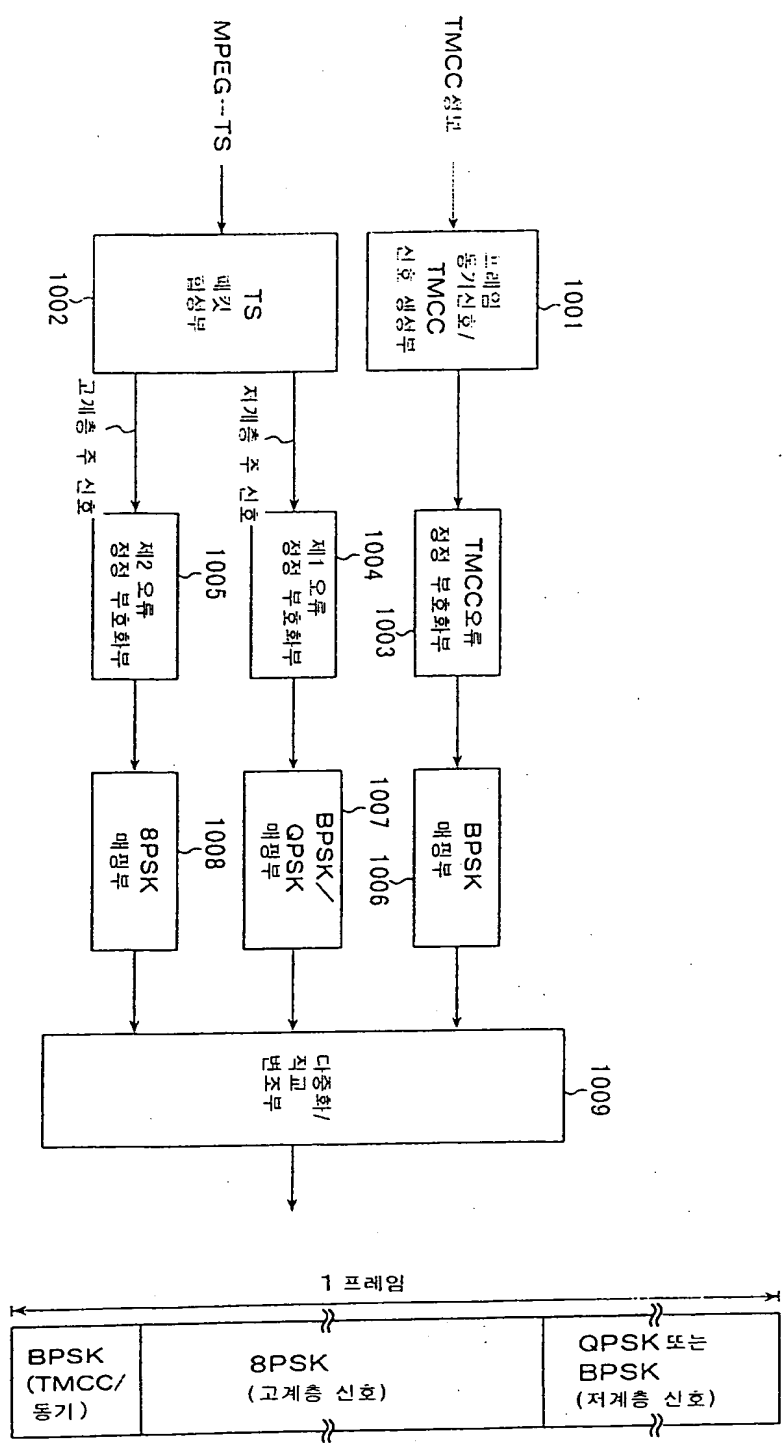 TMCC 정보
MPEG--TS
프레임
동기신호/
TMCC
신호 생성부
1001
TS
패킷
합성부
1002
저계층 주 신호
고계층 주 신호
TMCC오류
정정 부호화부
1003
제1 오류
정정 부호화부
1004
제2 오류
정정 부호화부
1005
BPSK
매핑부
1006
BPSK/
QPSK
매핑부
1007
8PSK
매핑부
1008
다중화/
직교
변조부
1009
1 프레임
BPSK
(TMCC/
동기)
8PSK
(고계층 신호)
QPSK 또는
BPSK
(저계층 신호)